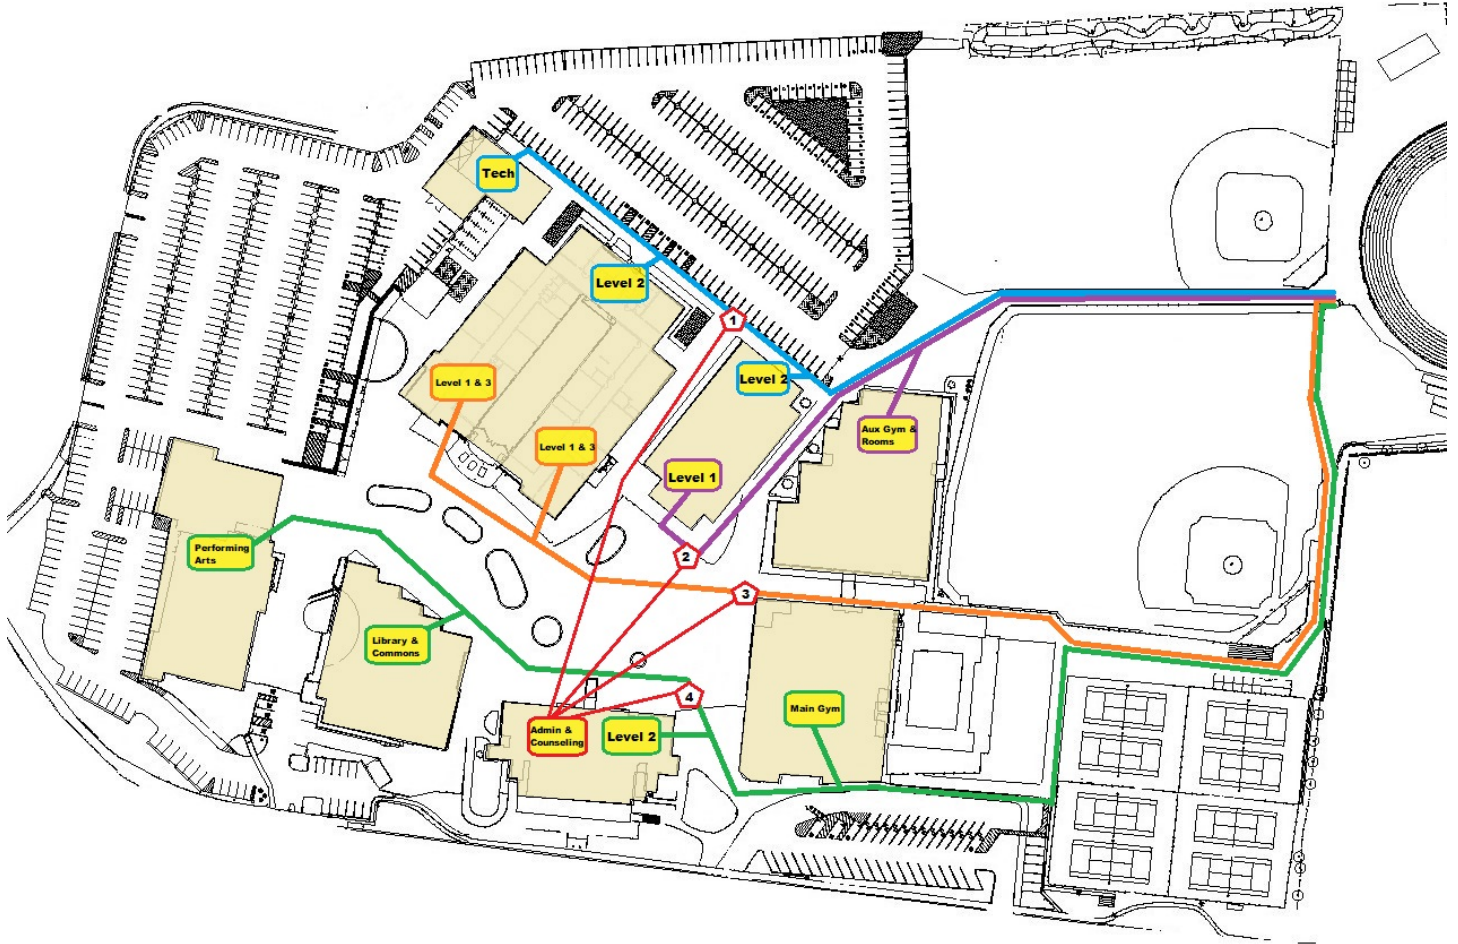 Tech
Level 2
1
Level 2
Level 1 & 3
Aux Gym &
Rooms
Level 1 & 3
Level 1
Performing
Arts
2
3
Library &
Commons
4
Main Gym
Admin &
Counseling
Level 2